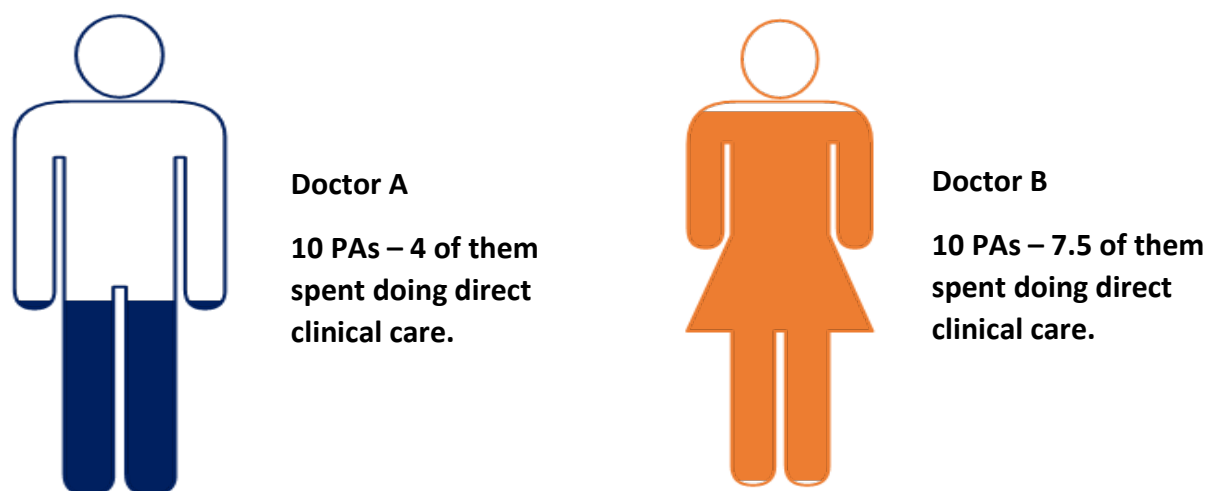 Doctor A
10 PAs – 4 of them
spent doing direct
clinical care.
Doctor B
10 PAs – 7.5 of them
spent doing direct
clinical care.